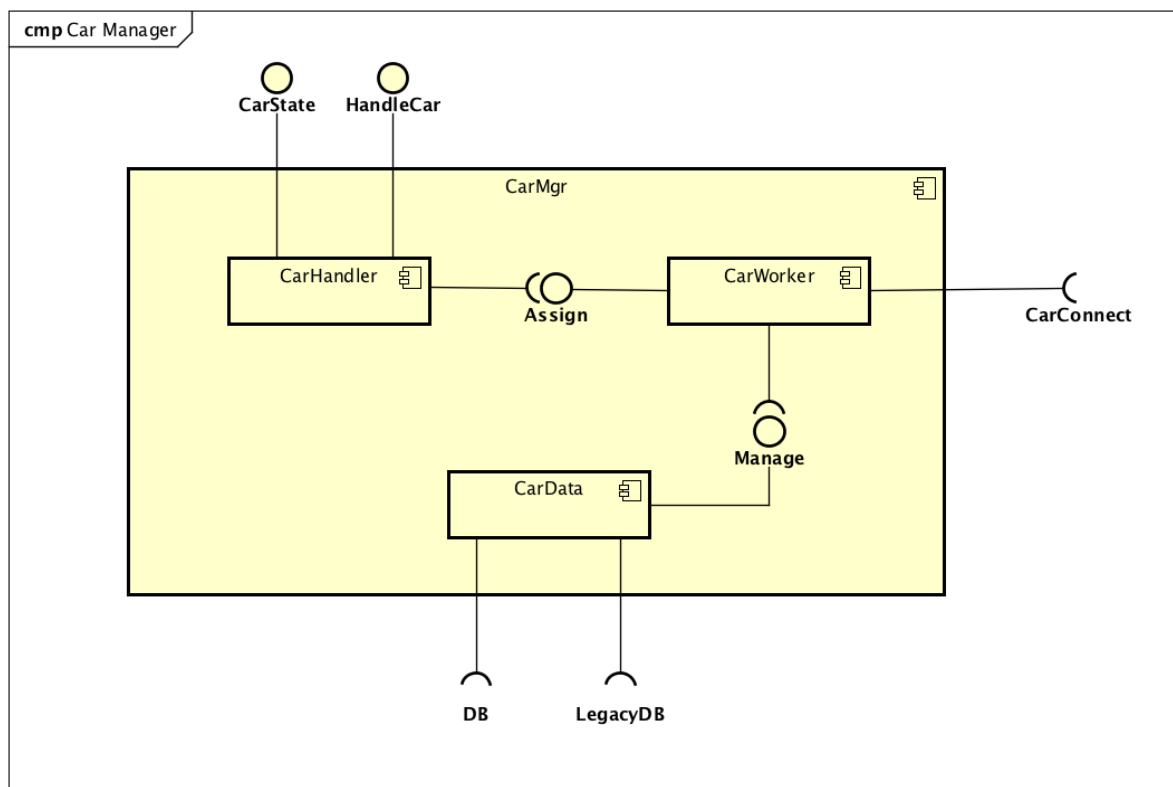 cmp Car Manager
CarState
HandleCar
CarMgr
CarHandler
CarWorker
Assign
CarConnect
Manage
CarData
DB
LegacyDB